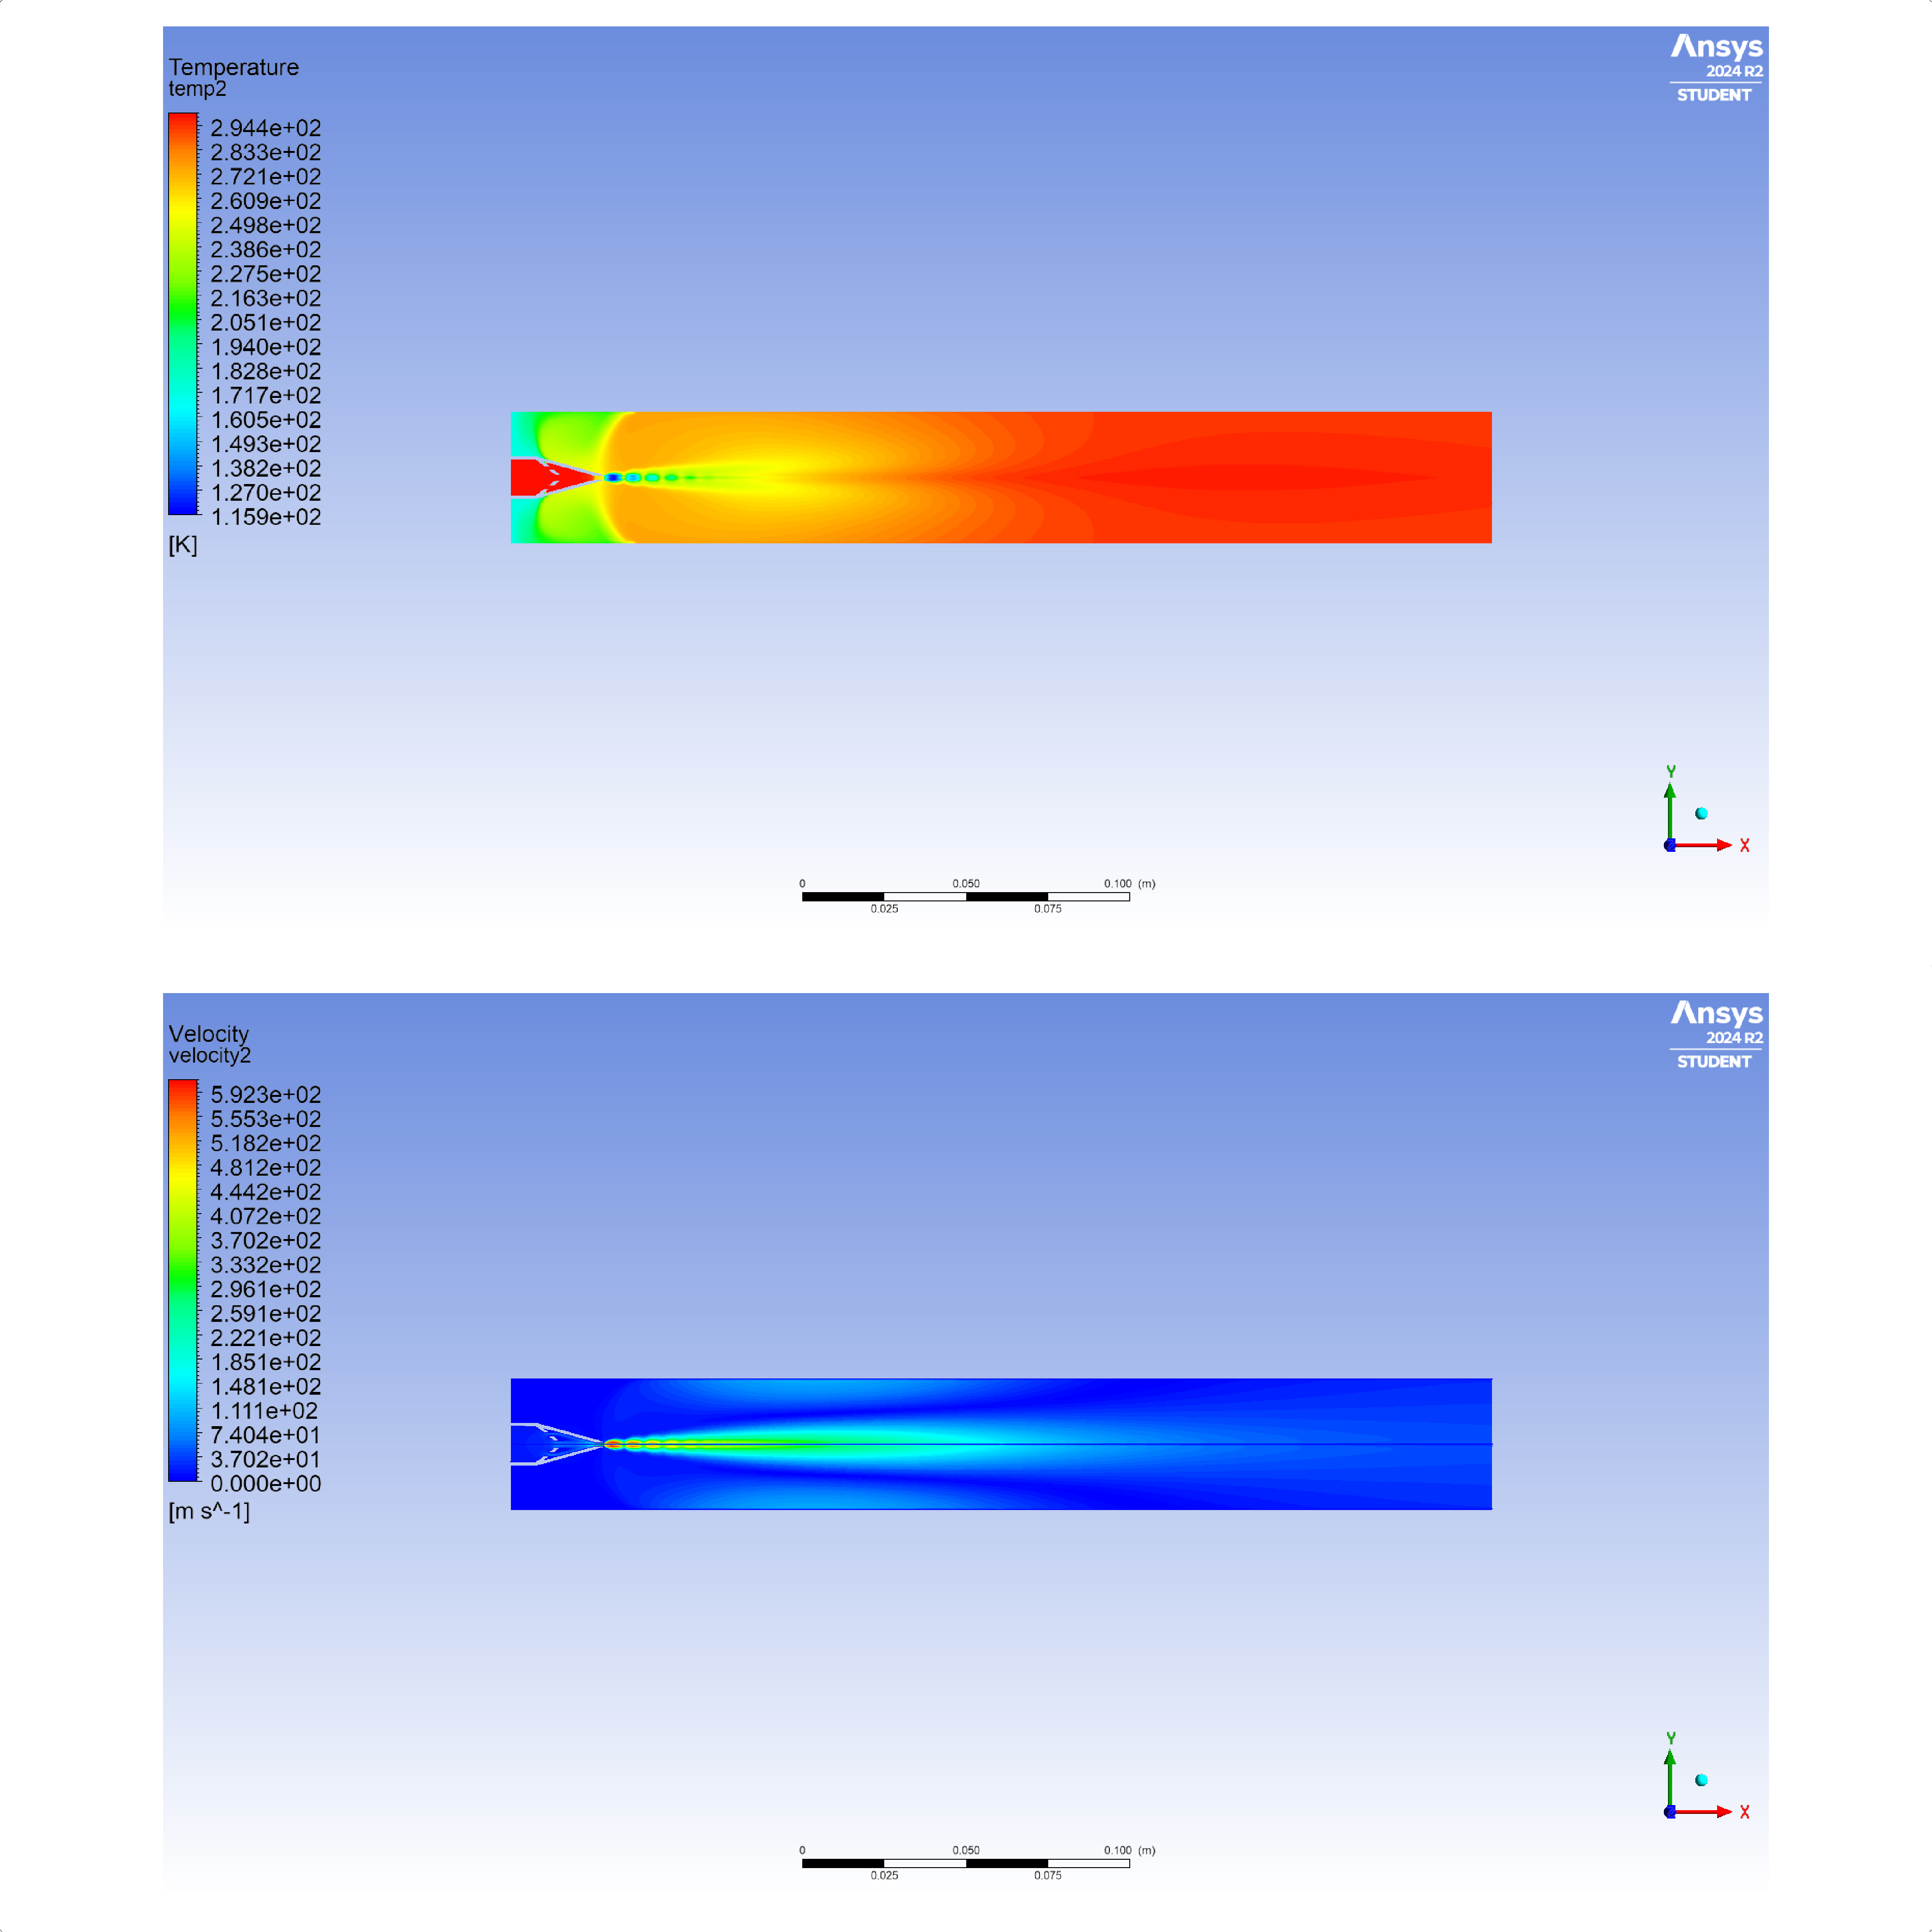 Temperature
temp2
2.944e+02
2.833e+02
2.721e+02
2.609e+02
2.498e+02
2.386e+02
2.275e+02
2.163e+02
2.051e+02
1.940e+02
1.828e+02
1.717e+02
1.605e+02
1.493e+02
1.382e+02
1.270e+02
1.159e+02
[K]
Ansys
2024 R2
STUDENT
Y
X
0 0.050 0.100 (m)
0.025 0.075
Velocity
velocity2
5.923e+02
5.553e+02
5.182e+02
4.812e+02
4.442e+02
4.072e+02
3.702e+02
3.332e+02
2.961e+02
2.591e+02
2.221e+02
1.851e+02
1.481e+02
1.111e+02
7.404e+01
3.702e+01
0.000e+00
[m s^-1]
Ansys
2024 R2
STUDENT
Y
X
0 0.050 0.100 (m)
0.025 0.075